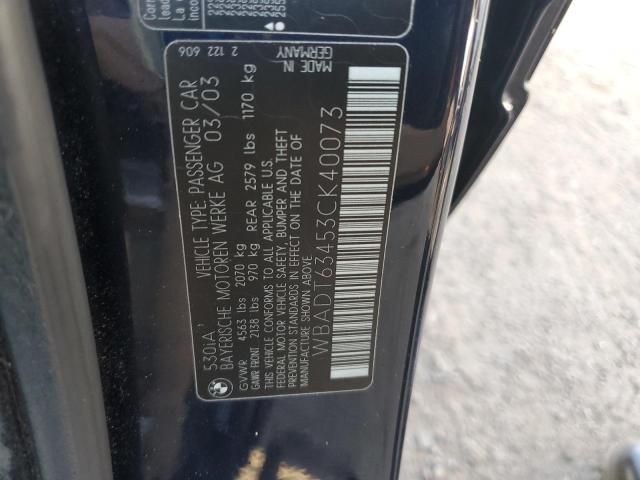 530iA VEHICLE TYPE: PASSENGER CAR 2 122 606
BAYERISCHE MOTOREN WERKE AG 03/03
GVWR 4563 lbs 2070 kg
GAWR FRONT 2138 lbs 970 kg REAR 2579 lbs 1170 kg
THIS VEHICLE CONFORMS TO ALL APPLICABLE U.S.
FEDERAL MOTOR VEHICLE SAFETY, BUMPER AND THEFT
PREVENTION STANDARDS IN EFFECT ON THE DATE OF
MANUFACTURE SHOWN ABOVE.
MADE IN
GERMANY
WBADT63453CK40073